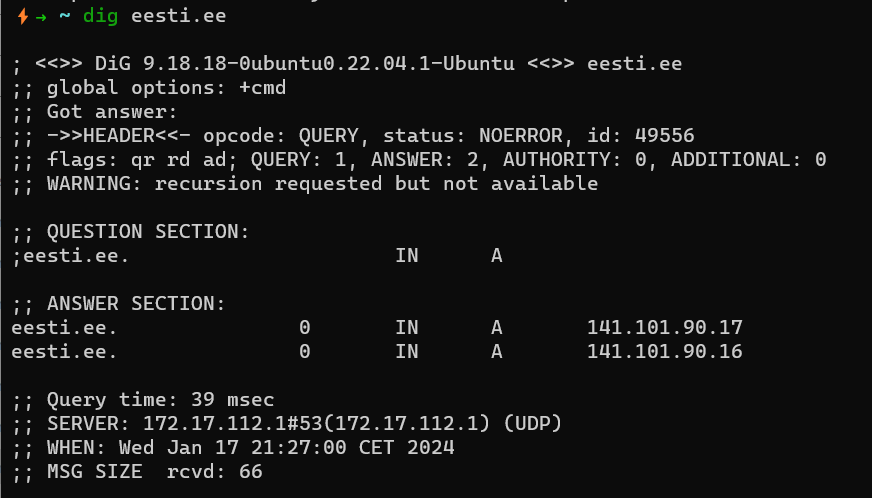 ⚡→ ~ dig eesti.ee
; <<>> DiG 9.18.18-0ubuntu0.22.04.1-Ubuntu <<>> eesti.ee
;; global options: +cmd
;; Got answer:
;; ->>HEADER<<- opcode: QUERY, status: NOERROR, id: 49556
;; flags: qr rd ad; QUERY: 1, ANSWER: 2, AUTHORITY: 0, ADDITIONAL: 0
;; WARNING: recursion requested but not available
;; QUESTION SECTION:
;eesti.ee. IN A
;; ANSWER SECTION:
eesti.ee. 0 IN A 141.101.90.17
eesti.ee. 0 IN A 141.101.90.16
;; Query time: 39 msec
;; SERVER: 172.17.112.1#53(172.17.112.1) (UDP)
;; WHEN: Wed Jan 17 21:27:00 CET 2024
;; MSG SIZE rcvd: 66